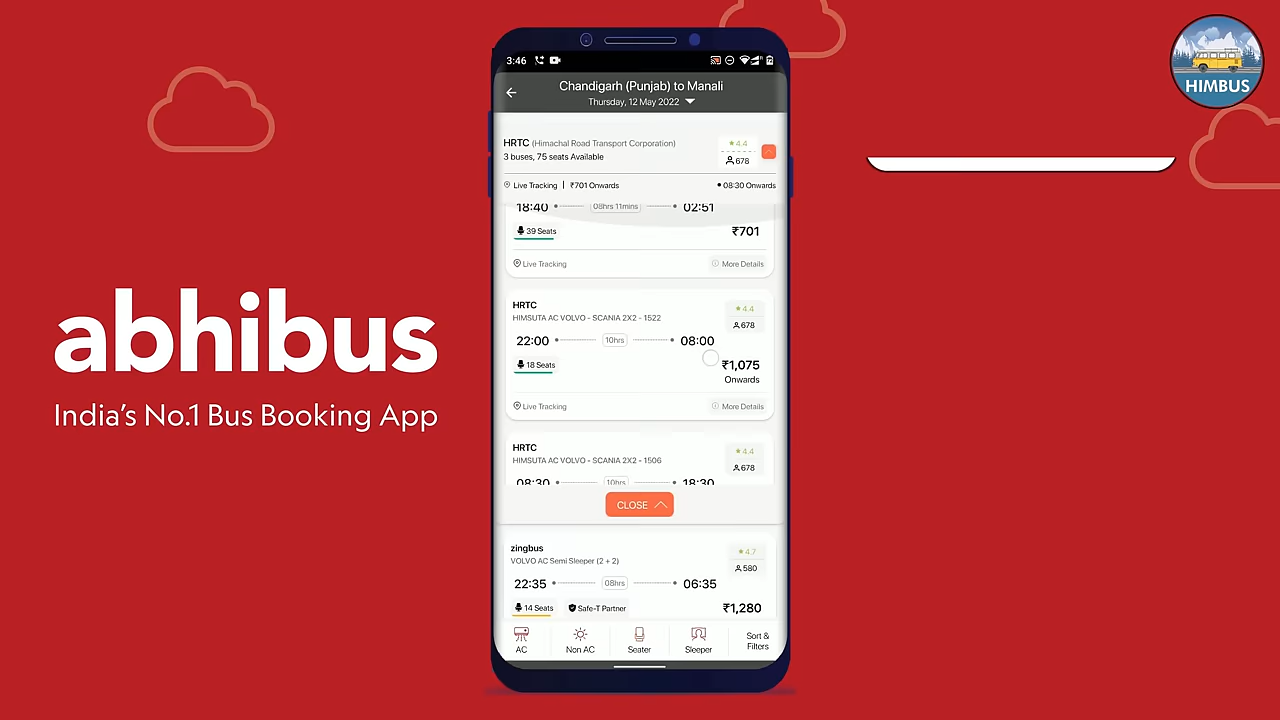 HIMBUS
abhibus
India's No.1 Bus Booking App
3:46
Chandigarh (Punjab) to Manali
Thursday, 12 May 2022
HRTC (Himachal Road Transport Corporation)
3 buses, 75 seats Available
4.4
678
Live Tracking | ₹701 Onwards
08:30 Onwards
18:40 08hrs 11mins 02:51
39 Seats
₹701
Live Tracking
More Details
HRTC
HIMSUTA AC VOLVO - SCANIA 2X2 - 1522
4.4
678
22:00 10hrs 08:00
18 Seats
₹1,075
Onwards
Live Tracking
More Details
HRTC
HIMSUTA AC VOLVO - SCANIA 2X2 - 1506
4.4
678
08:30 10hrs 18:30
CLOSE
zingbus
VOLVO AC Semi Sleeper (2 + 2)
4.7
580
22:35 08hrs 06:35
14 Seats
Safe-T Partner
₹1,280
AC
Non AC
Seater
Sleeper
Sort &
Filters